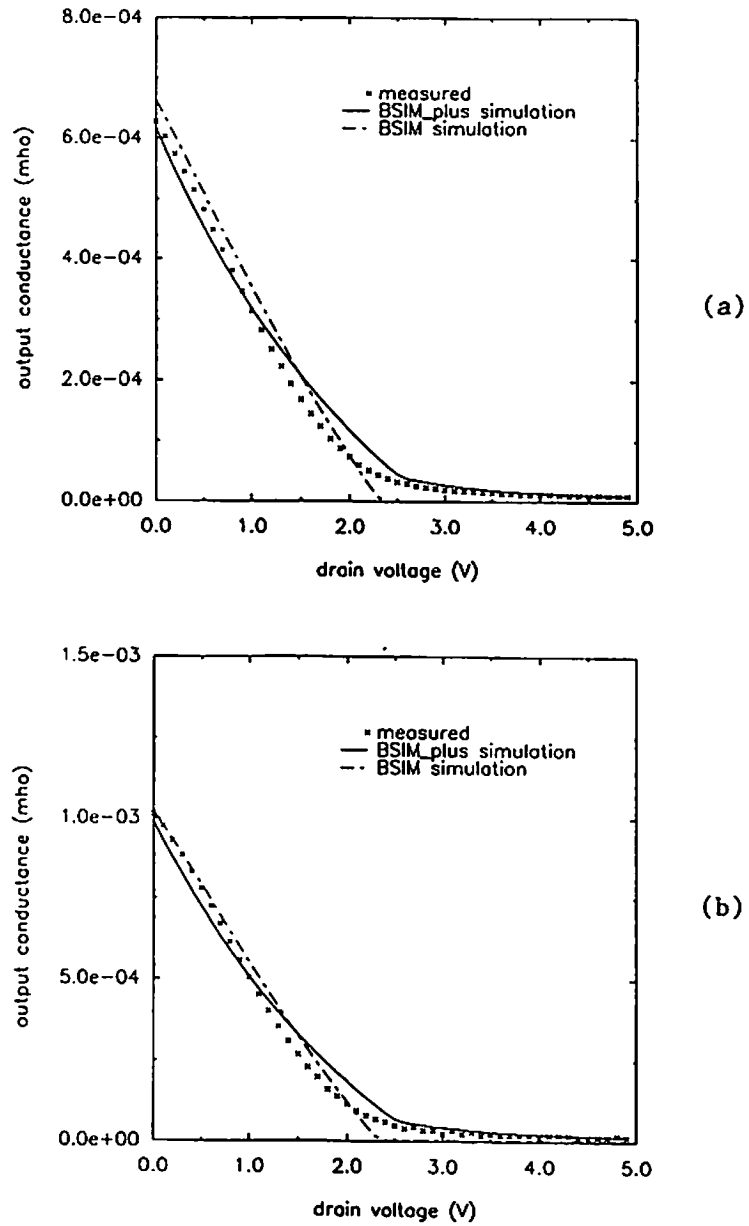 8.0e-04
6.0e-04
4.0e-04
2.0e-04
0.0e+00
output conductance (mho)
measured
BSIM_plus simulation
BSIM simulation
0.0 1.0 2.0 3.0 4.0 5.0
drain voltage (V)
(a)
1.5e-03
1.0e-03
5.0e-04
0.0e+00
output conductance (mho)
measured
BSIM_plus simulation
BSIM simulation
0.0 1.0 2.0 3.0 4.0 5.0
drain voltage (V)
(b)